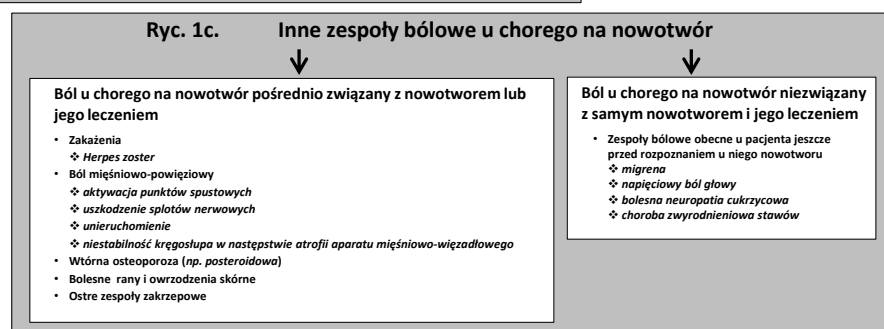 Ryc. 1c. Inne zespoły bólowe u chorego na nowotwór
Ból u chorego na nowotwór pośrednio związany z nowotworem lub
jego leczeniem
• Zakażenia
❖ Herpes zoster
• Ból mięśniowo-powięziowy
❖ aktywacja punktów spustowych
❖ uszkodzenie splotów nerwowych
❖ unieruchomienie
❖ niestabilność kręgosłupa w następstwie atrofii aparatu mięśniowo-więzadłowego
• Wtórna osteoporoza (np. posteroidowa)
• Bolesne rany i owrzodzenia skórne
• Ostre zespoły zakrzepowe
Ból u chorego na nowotwór niezwiązany
z samym nowotworem i jego leczeniem
• Zespoły bólowe obecne u pacjenta jeszcze
przed rozpoznaniem u niego nowotworu
❖ migrena
❖ napięciowy ból głowy
❖ bolesna neuropatia cukrzycowa
❖ choroba zwyrodnieniowa stawów